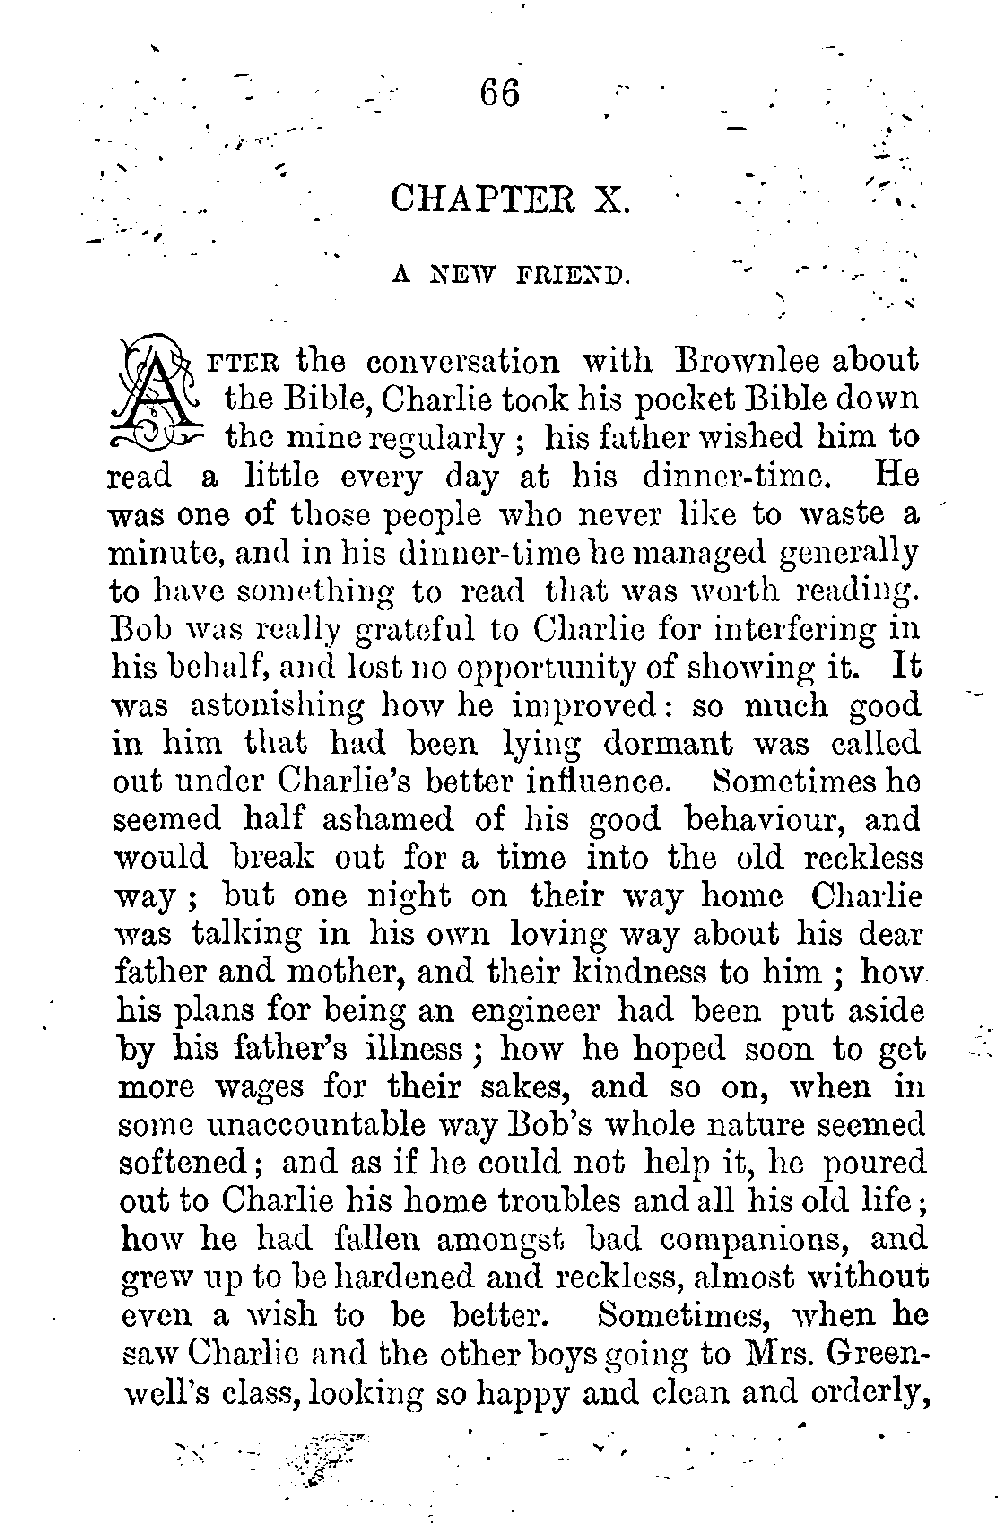 66
CHAPTER X.
A NEW FRIEND.
AFTER the conversation with Brownlee about
the Bible, Charlie took his pocket Bible down
the mine regularly ; his father wished him to
read a little every day at his dinner-time. He
was one of those people who never like to waste a
minute, and in his dinner-time he managed generally
to have something to read that was worth reading.
Bob was really grateful to Charlie for interfering in
his behalf, and lost no opportunity of showing it. It
was astonishing how he improved: so much good
in him that had been lying dormant was called
out under Charlie's better influence. Sometimes he
seemed half ashamed of his good behaviour, and
would break out for a time into the old reckless
way ; but one night on their way home Charlie
was talking in his own loving way about his dear
father and mother, and their kindness to him ; how
his plans for being an engineer had been put aside
by his father's illness ; how he hoped soon to get
more wages for their sakes, and so on, when in
some unaccountable way Bob's whole nature seemed
softened ; and as if he could not help it, he poured
out to Charlie his home troubles and all his old life ;
how he had fallen amongst bad companions, and
grew up to be hardened and reckless, almost without
even a wish to be better. Sometimes, when he
saw Charlie and the other boys going to Mrs. Green-
well's class, looking so happy and clean and orderly,